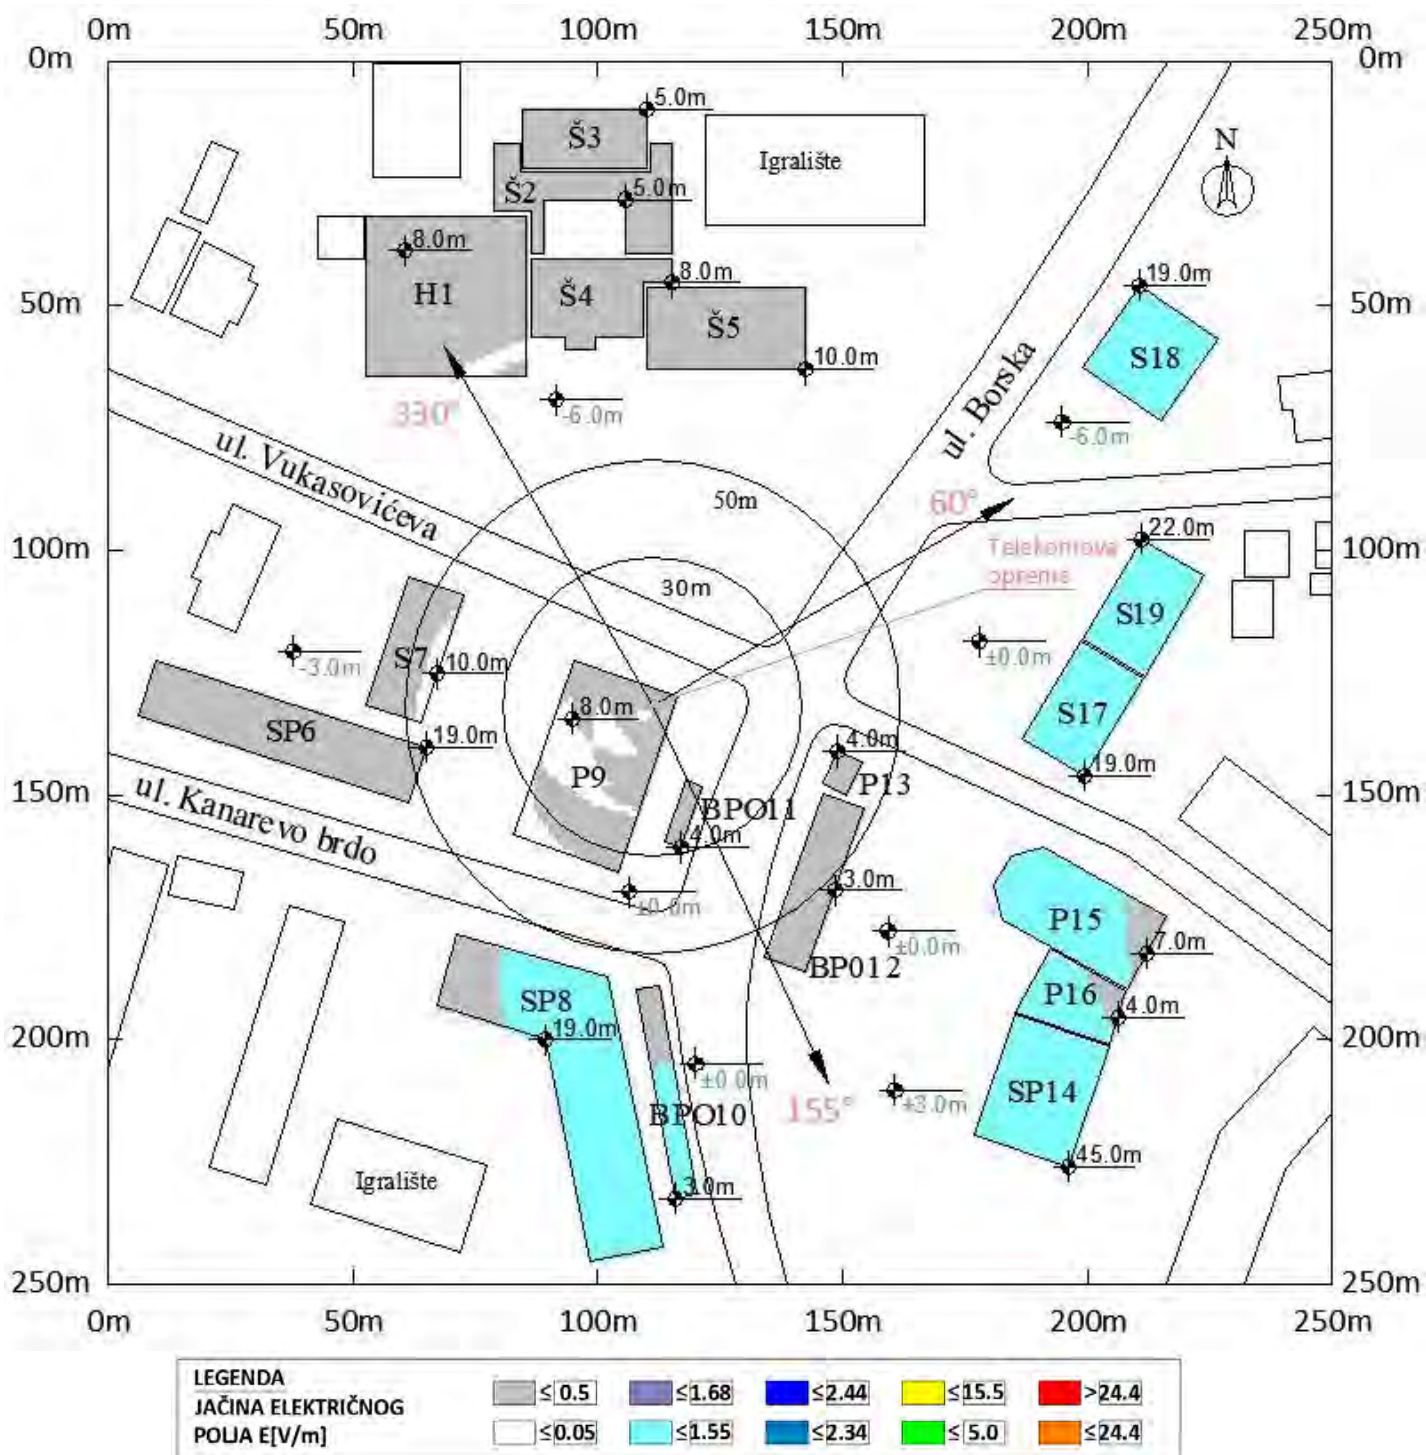 0m 50m 100m 150m 200m 250m
0m 0m
5.0m
Š3
Igralište
N
Š2
5.0m
8.0m
8.0m
19.0m
H1
Š4
Š5
50m 50m
S18
10.0m
330°
-6.0m
-6.0m
ul. Borska
ul. Vukasovićeva
50m
60°
100m 100m
Telekomova
oprema
22.0m
30m
S19
±0.0m
S7
10.0m
-3.0m
8.0m
S17
SP6
19.0m
4.0m
19.0m
P9
P13
150m 150m
ul. Kanarevo brdo
BPO11
4.0m
3.0m
P15
±0.0m
±0.0m
7.0m
BP012
P16
SP8
4.0m
19.0m
200m 200m
±0.0m
SP14
+3.0m
BPO10
155°
45.0m
Igralište
3.0m
250m 250m
0m 50m 100m 150m 200m 250m
LEGENDA
JAČINA ELEKTRIČNOG
POLJA E[V/m]
≤ 0.5 ≤1.68 ≤2.44 ≤15.5 >24.4
≤0.05 ≤1.55 ≤2.34 ≤ 5.0 ≤24.4